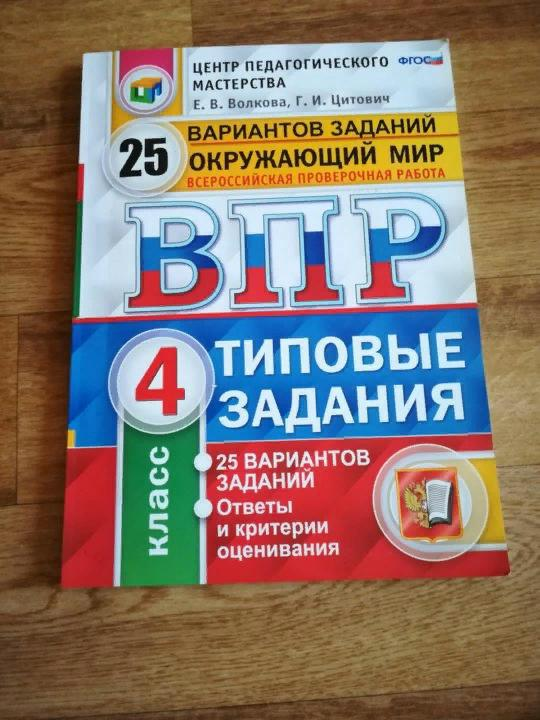 ЦЕНТР ПЕДАГОГИЧЕСКОГО
МАСТЕРСТВА
ФГОС
Е. В. Волкова, Г. И. Цитович
25
ВАРИАНТОВ ЗАДАНИЙ
ОКРУЖАЮЩИЙ МИР
ВСЕРОССИЙСКАЯ ПРОВЕРОЧНАЯ РАБОТА
ВПР
4
класс
ТИПОВЫЕ
ЗАДАНИЯ
25 ВАРИАНТОВ
ЗАДАНИЙ
Ответы
и критерии
оценивания